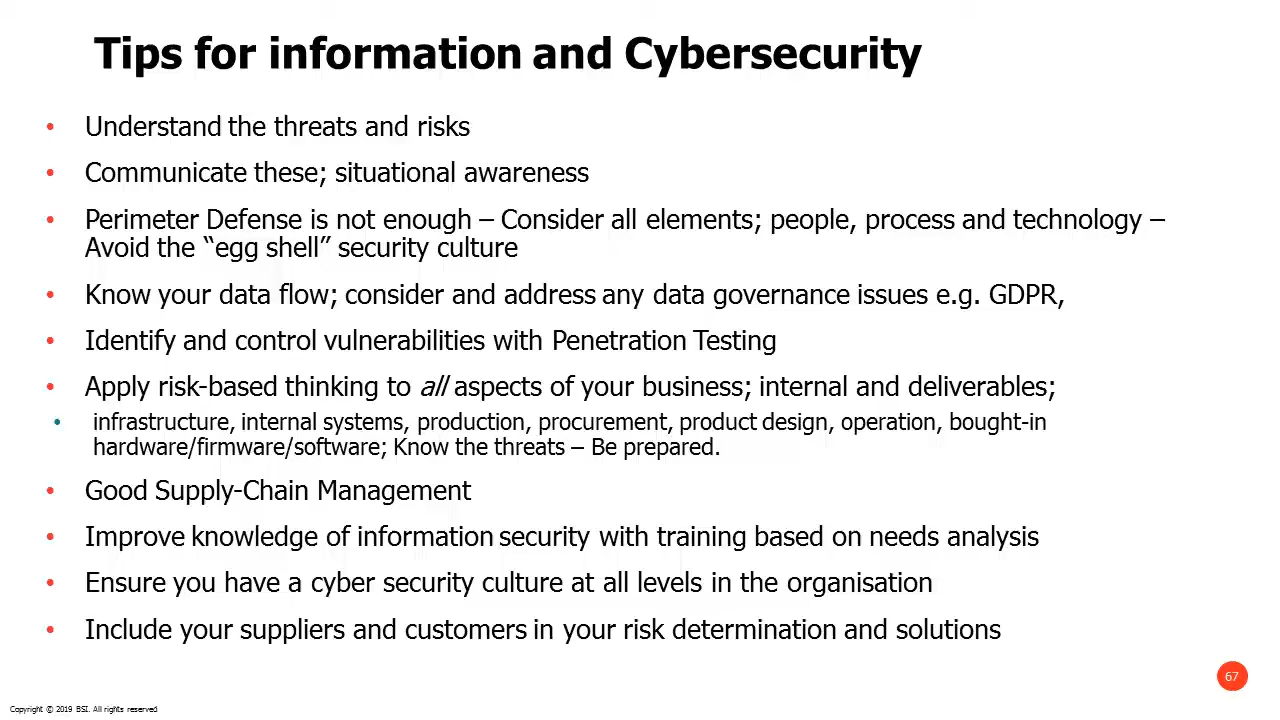 Tips for information and Cybersecurity
• Understand the threats and risks
• Communicate these; situational awareness
• Perimeter Defense is not enough – Consider all elements; people, process and technology –
Avoid the “egg shell” security culture
• Know your data flow; consider and address any data governance issues e.g. GDPR,
• Identify and control vulnerabilities with Penetration Testing
• Apply risk-based thinking to all aspects of your business; internal and deliverables;
• infrastructure, internal systems, production, procurement, product design, operation, bought-in
hardware/firmware/software; Know the threats – Be prepared.
• Good Supply-Chain Management
• Improve knowledge of information security with training based on needs analysis
• Ensure you have a cyber security culture at all levels in the organisation
• Include your suppliers and customers in your risk determination and solutions
67
Copyright © 2019 BSI. All rights reserved